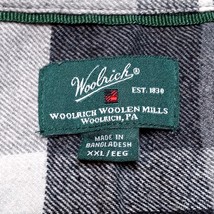 Woolrich
EST. 1830
WOOLRICH WOOLEN MILLS
WOOLRICH, PA
MADE IN
BANGLADESH
XXL/EEG